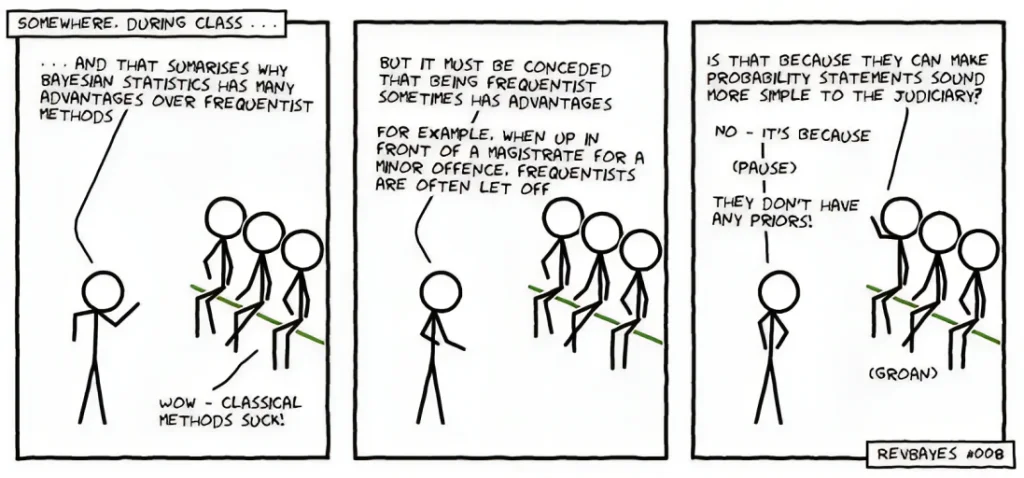 SOMEWHERE, DURING CLASS ...
... AND THAT SUMARISES WHY
BAYESIAN STATISTICS HAS MANY
ADVANTAGES OVER FREQUENTIST
METHODS
WOW - CLASSICAL
METHODS SUCK!
BUT IT MUST BE CONCEDED
THAT BEING FREQUENTIST
SOMETIMES HAS ADVANTAGES
FOR EXAMPLE, WHEN UP IN
FRONT OF A MAGISTRATE FOR A
MINOR OFFENCE, FREQUENTISTS
ARE OFTEN LET OFF
IS THAT BECAUSE THEY CAN MAKE
PROBABILITY STATEMENTS SOUND
MORE SIMPLE TO THE JUDICIARY?
NO - IT'S BECAUSE
(PAUSE)
THEY DON'T HAVE
ANY PRIORS!
(GROAN)
REVBAYES #008